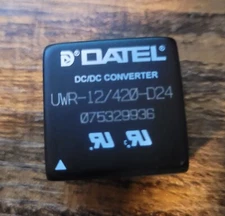 DATEL
DC/DC CONVERTER
UWR-12/420-D24
075329936